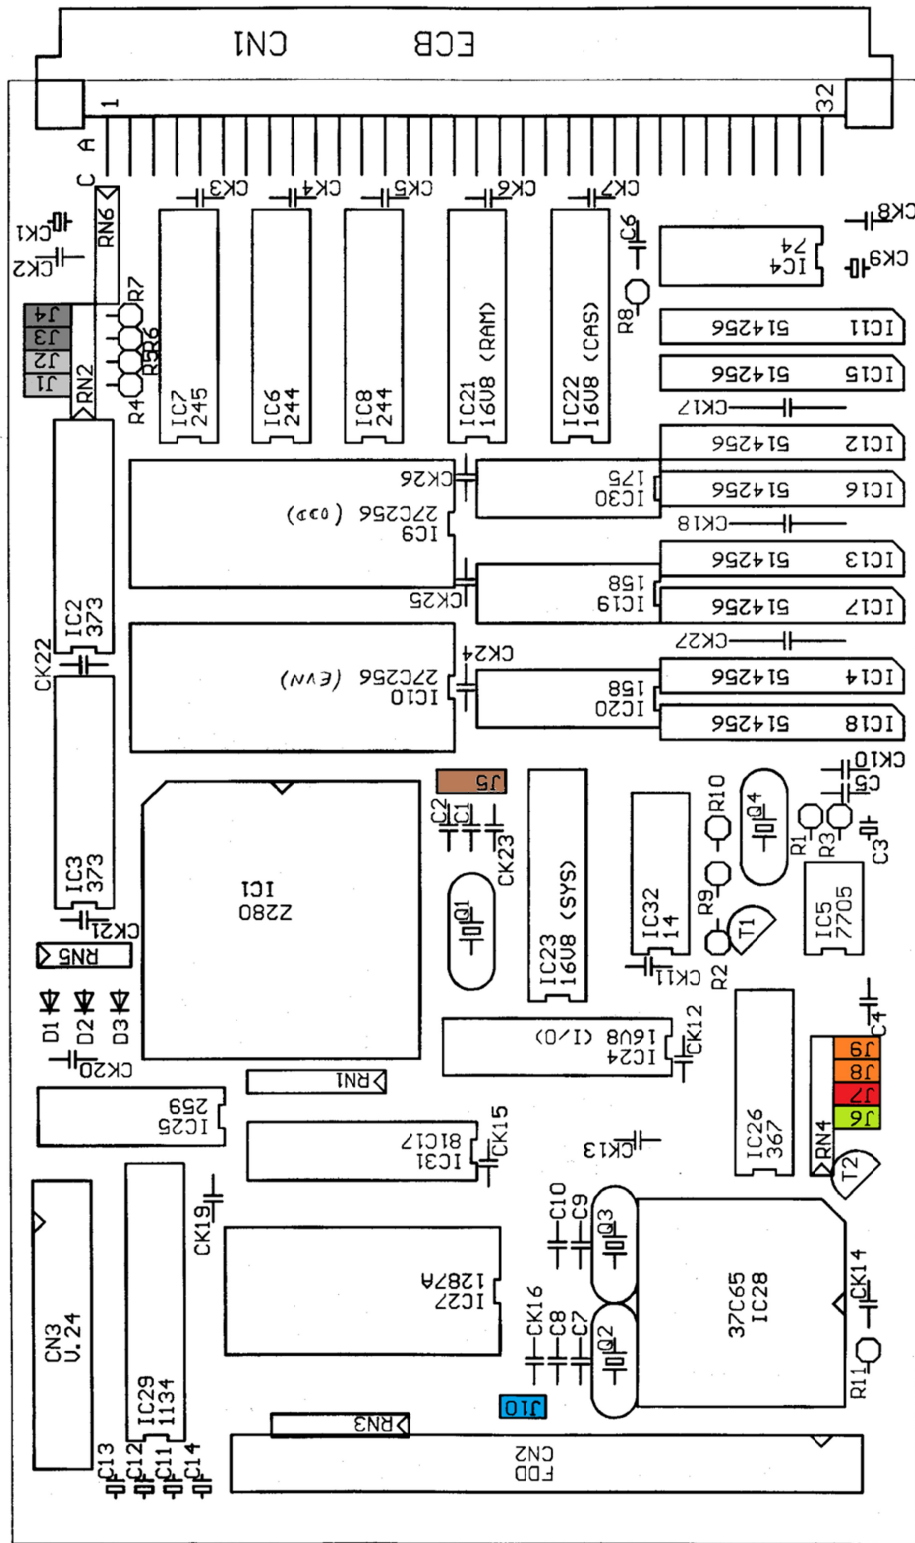 CN1
ECB
1
32
A
C
CK3
CK4
CK5
CK6
CK7
CK8
CK1
CK2
RN6
C6
74
IC4
CK9
J4
J3
J2
J1
R7
R6
R5
R4
RN2
R8
IC7
245
IC6
244
IC8
244
IC21
16V8 (RAM)
IC22
16V8 (CAS)
514256
IC11
514256
IC15
CK17
514256
IC12
514256
IC16
CK18
514256
IC13
514256
IC17
CK27
514256
IC14
514256
IC18
CK26
(ODD)
27C256
IC9
175
IC30
CK25
158
IC19
IC2
373
CK22
(EVN)
27C256
IC10
CK24
158
IC20
CK10
C5
J5
C2
C1
CK23
R10
Q4
R1
R3
C3
IC3
373
CK21
IC1
Z280
Q1
IC23
16V8 (SYS)
IC32
14
R9
T1
R2
IC5
7705
RN5
CK11
D1
D2
D3
CK20
16V8 (I/O)
IC24
CK12
C4
J9
J8
J7
J6
RN1
259
IC25
81C17
IC31
CK15
CK13
IC26
367
RN4
T2
CK19
C10
C9
Q3
CN3
V.24
1287A
IC27
37C65
IC28
CK14
CK16
C8
C7
Q2
R11
IC29
1134
J10
RN3
C13
C12
C11
C14
FDD
CN2